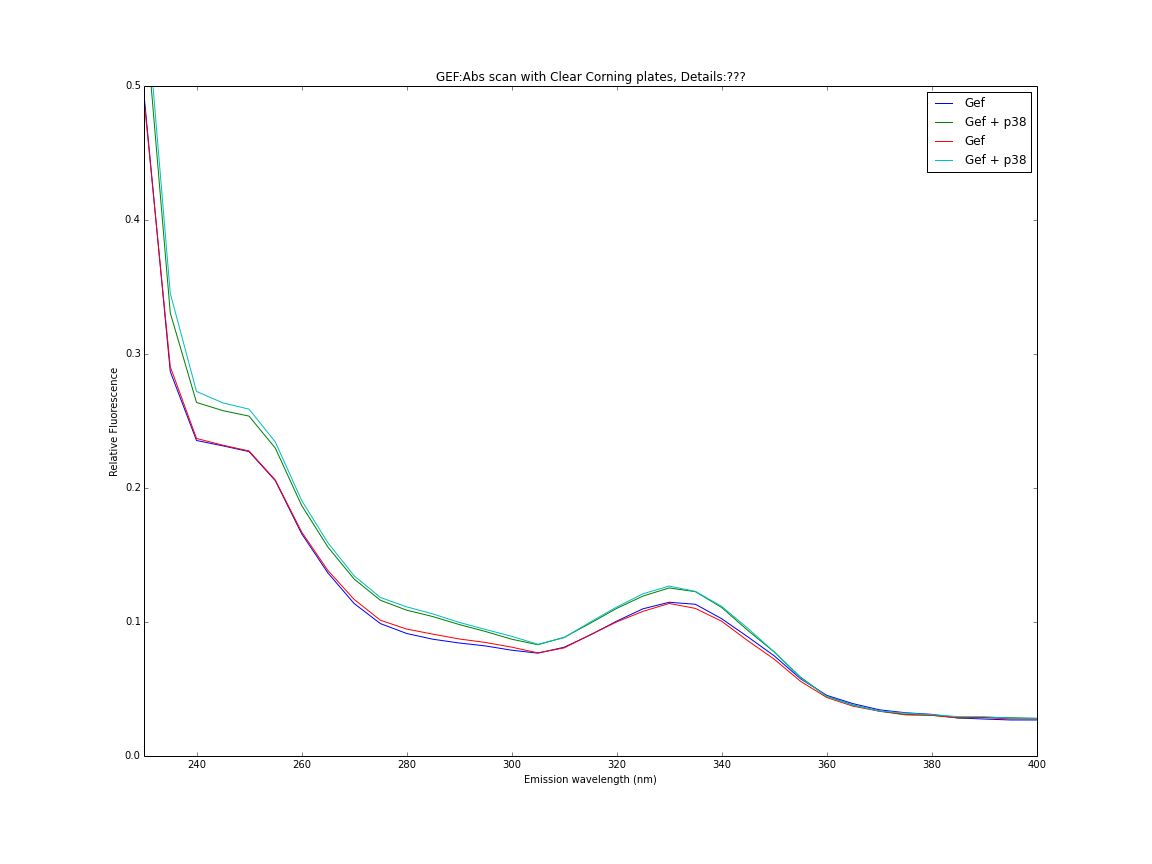 GEF:Abs scan with Clear Corning plates, Details:???
Gef
Gef + p38
Gef
Gef + p38
Relative Fluorescence
0.5
0.4
0.3
0.2
0.1
0.0
240
260
280
300
320
340
360
380
400
Emission wavelength (nm)